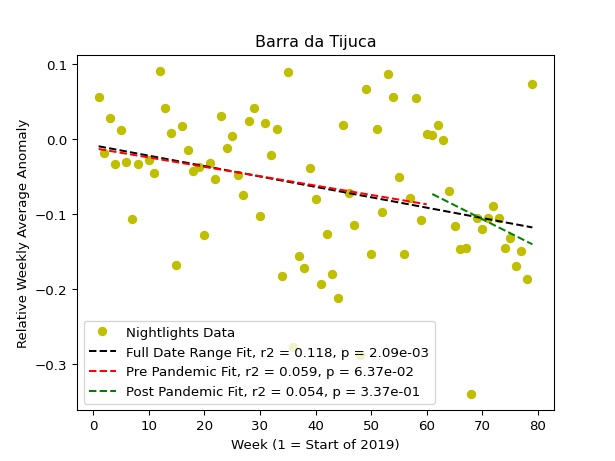 Barra da Tijuca
Relative Weekly Average Anomaly
0.1
0.0
−0.1
−0.2
−0.3
Nightlights Data
Full Date Range Fit, r2 = 0.118, p = 2.09e-03
Pre Pandemic Fit, r2 = 0.059, p = 6.37e-02
Post Pandemic Fit, r2 = 0.054, p = 3.37e-01
0 10 20 30 40 50 60 70 80
Week (1 = Start of 2019)